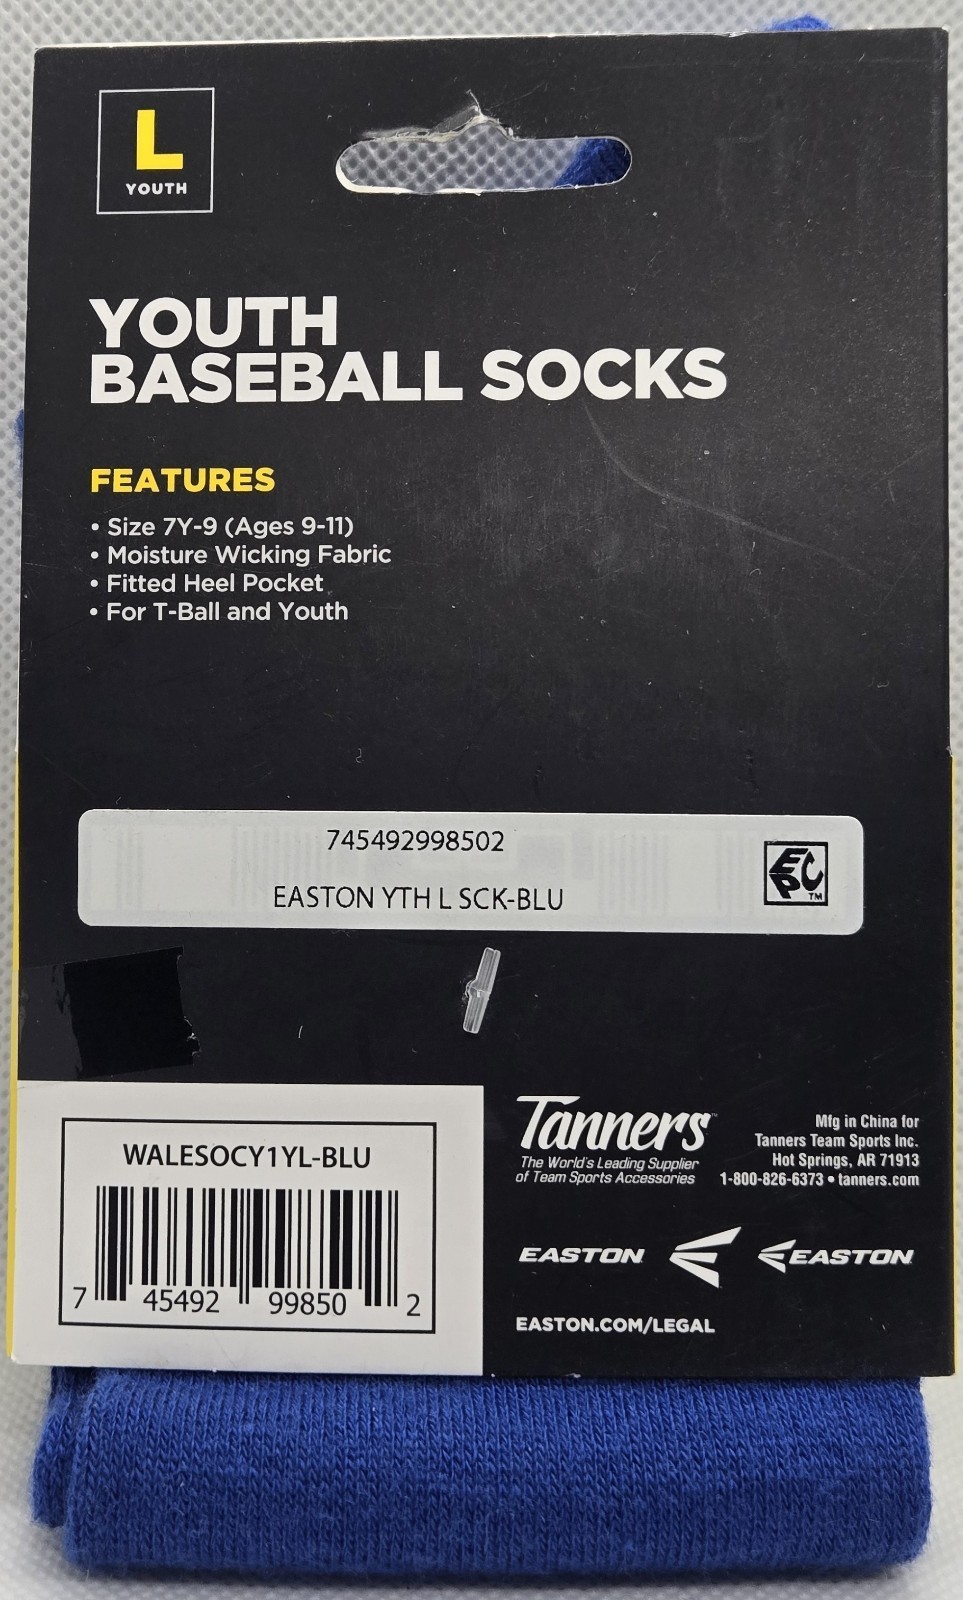 L
YOUTH
YOUTH
BASEBALL SOCKS
FEATURES
• Size 7Y-9 (Ages 9-11)
• Moisture Wicking Fabric
• Fitted Heel Pocket
• For T-Ball and Youth
745492998502
EASTON YTH L SCK-BLU
EPC™
WALESOCY1YL-BLU
7 45492 99850 2
Tanners™
The World's Leading Supplier
of Team Sports Accessories
Mfg in China for
Tanners Team Sports Inc.
Hot Springs, AR 71913
1-800-826-6373 • tanners.com
EASTON
EASTON
EASTON.COM/LEGAL